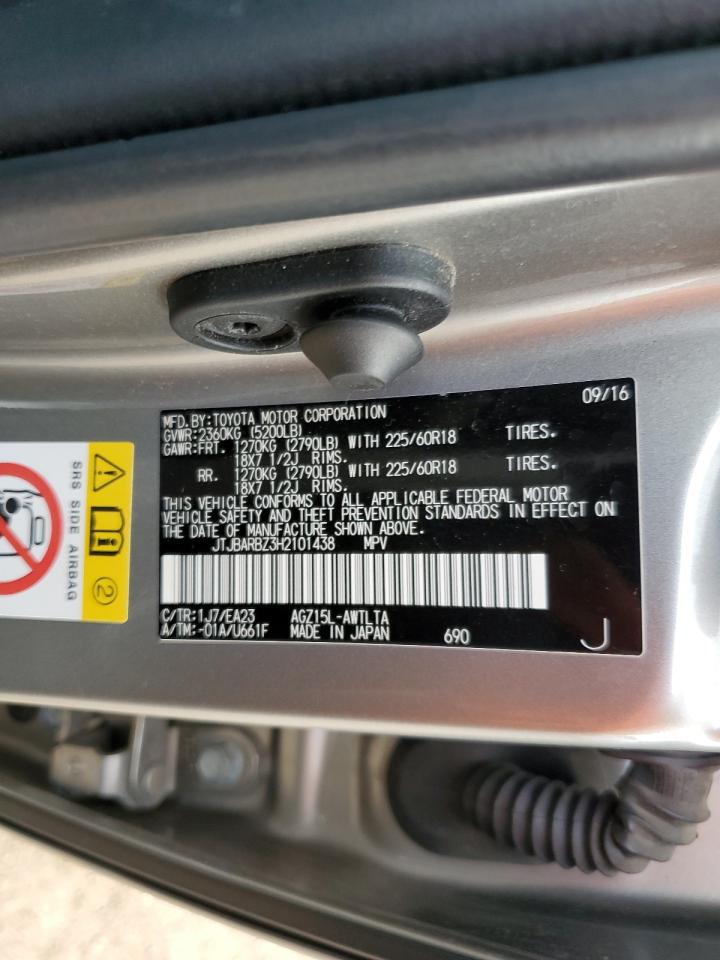 09/16
MFD. BY:TOYOTA MOTOR CORPORATION
GVWR:2360KG (5200LB)
GAWR:FRT. 1270KG (2790LB) WITH 225/60R18 TIRES.
18X7 1/2J RIMS.
RR. 1270KG (2790LB) WITH 225/60R18 TIRES.
18X7 1/2J RIMS.
THIS VEHICLE CONFORMS TO ALL APPLICABLE FEDERAL MOTOR
VEHICLE SAFETY AND THEFT PREVENTION STANDARDS IN EFFECT ON
THE DATE OF MANUFACTURE SHOWN ABOVE.
JTJBARBZ3H2101438 MPV
C/TR:1J7/EA23 AGZ15L-AWTLTA
A/TM:-01A/U661F MADE IN JAPAN 690 J
SRS SIDE AIRBAG
2